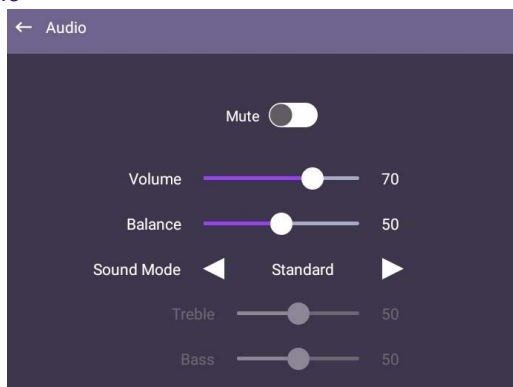 Audio
Mute
Volume 70
Balance 50
Sound Mode Standard
Treble 50
Bass 50